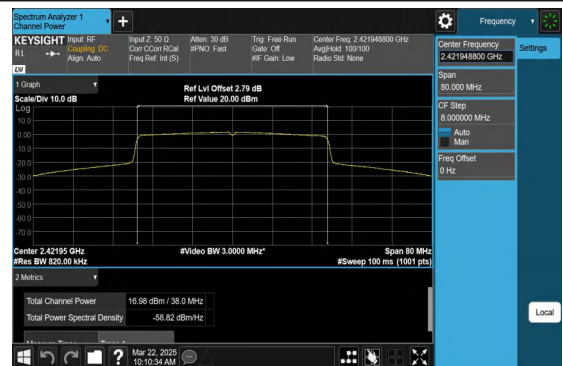 Spectrum Analyzer 1
Channel Power
Frequency
KEYSIGHT
RL
Input: RF
Coupling: DC
Align: Auto
Input Z: 50 Ω
Corr CCorr RCal
Freq Ref: Int (S)
Atten: 30 dB
#PNO: Fast
Trig: Free Run
Gate: Off
#IF Gain: Low
Center Freq: 2.421948800 GHz
Avg|Hold: 100/100
Radio Std: None
LW
Center Frequency
2.421948800 GHz
Settings
Span
80.000 MHz
CF Step
8.000000 MHz
Auto
Man
Freq Offset
0 Hz
Local
1 Graph
Scale/Div 10.0 dB
Ref Lvl Offset 2.79 dB
Ref Value 20.00 dBm
Log
10.0
0.00
-10.0
-20.0
-30.0
-40.0
-50.0
-60.0
-70.0
Center 2.42195 GHz
#Res BW 820.00 kHz
#Video BW 3.0000 MHz*
Span 80 MHz
#Sweep 100 ms (1001 pts)
2 Metrics
Total Channel Power 16.98 dBm / 38.0 MHz
Total Power Spectral Density -58.82 dBm/Hz
?
Mar 22, 2025
10:10:34 AM